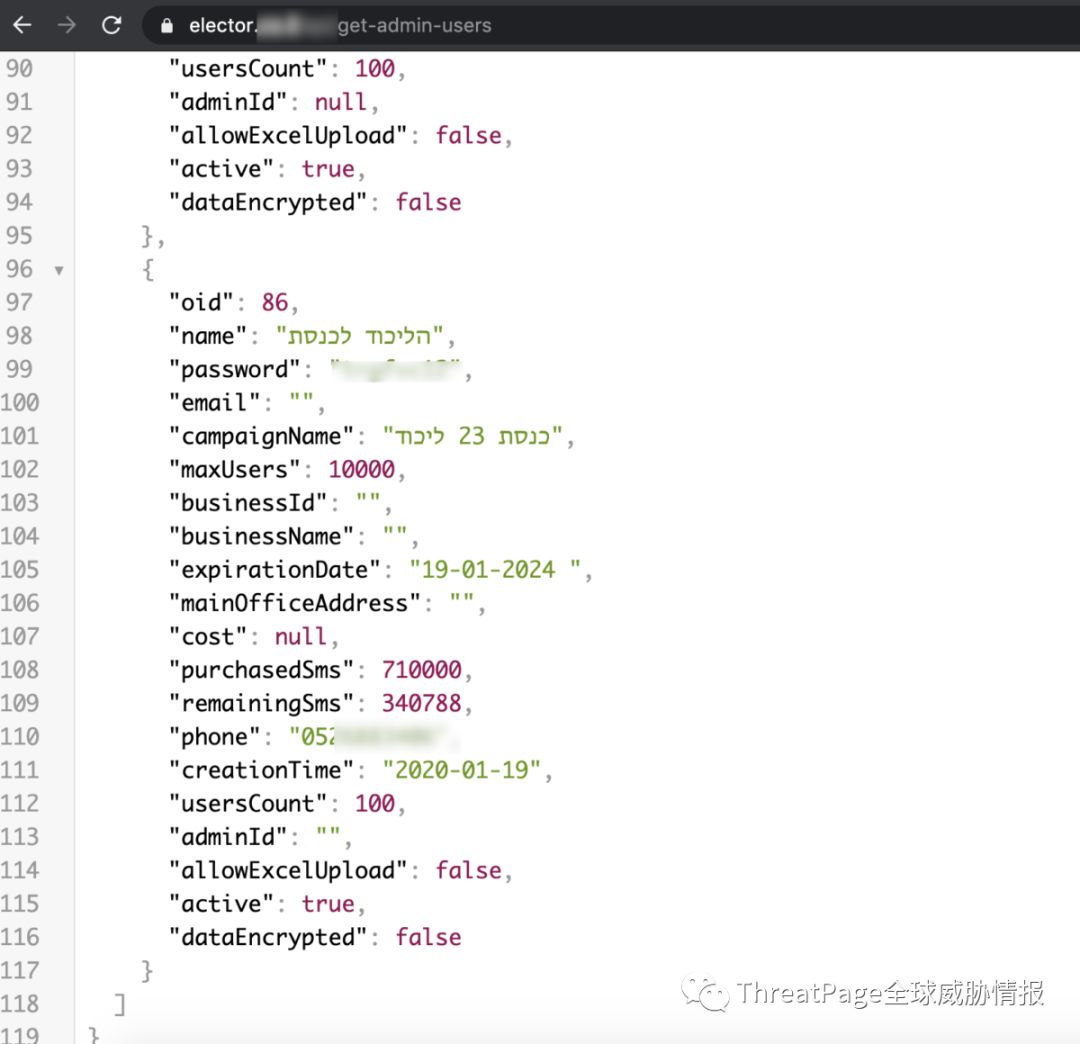 elector. get-admin-users
90 "usersCount": 100,
91 "adminId": null,
92 "allowExcelUpload": false,
93 "active": true,
94 "dataEncrypted": false
95 },
96 {
97 "oid": 86,
98 "name": "הליכוד לכנסת",
99 "password": " ",
100 "email": "",
101 "campaignName": "כנסת 23 ליכוד",
102 "maxUsers": 10000,
103 "businessId": "",
104 "businessName": "",
105 "expirationDate": "19-01-2024 ",
106 "mainOfficeAddress": "",
107 "cost": null,
108 "purchasedSms": 710000,
109 "remainingSms": 340788,
110 "phone": "052
111 "creationTime": "2020-01-19",
112 "usersCount": 100,
113 "adminId": "",
114 "allowExcelUpload": false,
115 "active": true,
116 "dataEncrypted": false
117 }
118 ]
119 }
ThreatPage全球威胁情报